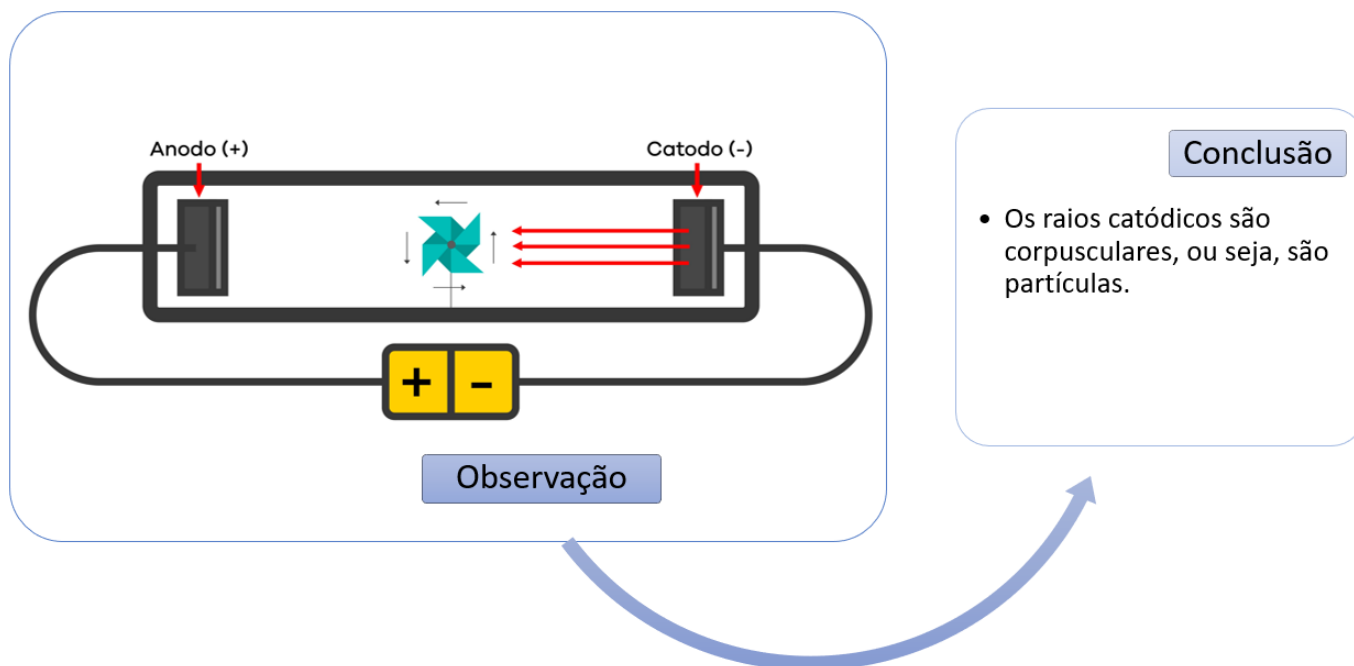 Anodo (+)
Catodo (-)
+ -
Observação
Conclusão
• Os raios catódicos são
corpusculares, ou seja, são
partículas.